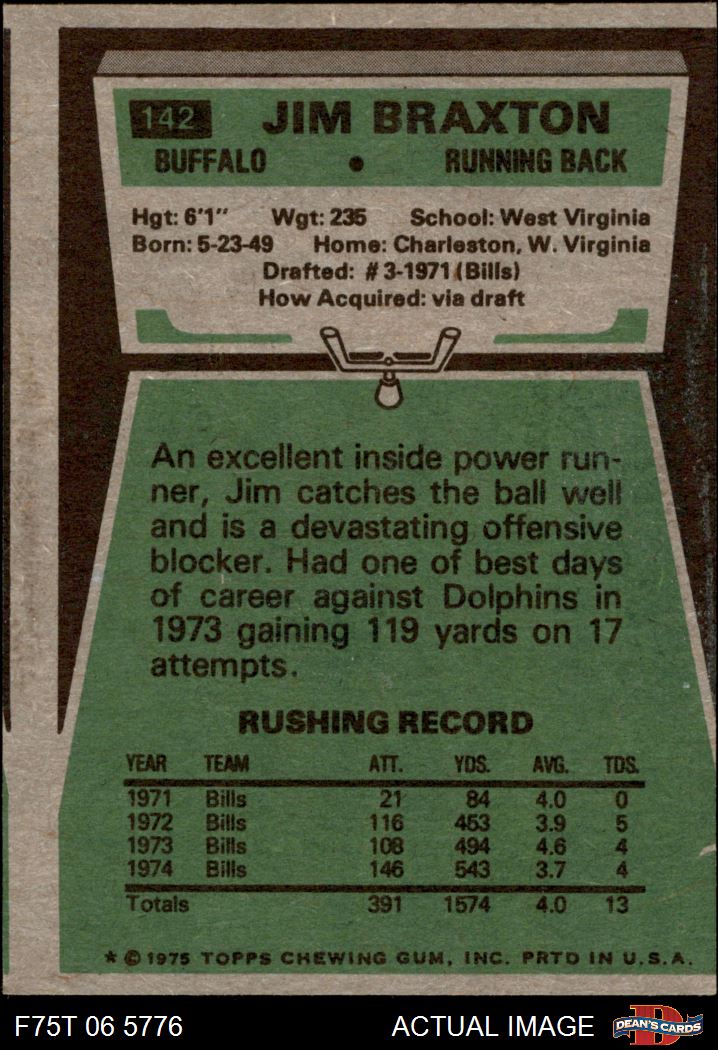 142 JIM BRAXTON
BUFFALO • RUNNING BACK
Hgt: 6'1" Wgt: 235 School: West Virginia
Born: 5-23-49 Home: Charleston, W. Virginia
Drafted: #3-1971 (Bills)
How Acquired: via draft
An excellent inside power run-
ner, Jim catches the ball well
and is a devastating offensive
blocker. Had one of best days
of career against Dolphins in
1973 gaining 119 yards on 17
attempts.
RUSHING RECORD
YEAR TEAM ATT. YDS. AVG. TDS.
1971 Bills 21 84 4.0 0
1972 Bills 116 453 3.9 5
1973 Bills 108 494 4.6 4
1974 Bills 146 543 3.7 4
Totals 391 1574 4.0 13
* © 1975 TOPPS CHEWING GUM, INC. PRTD IN U.S.A.
F75T 06 5776 ACTUAL IMAGE D DEAN'S CARDS